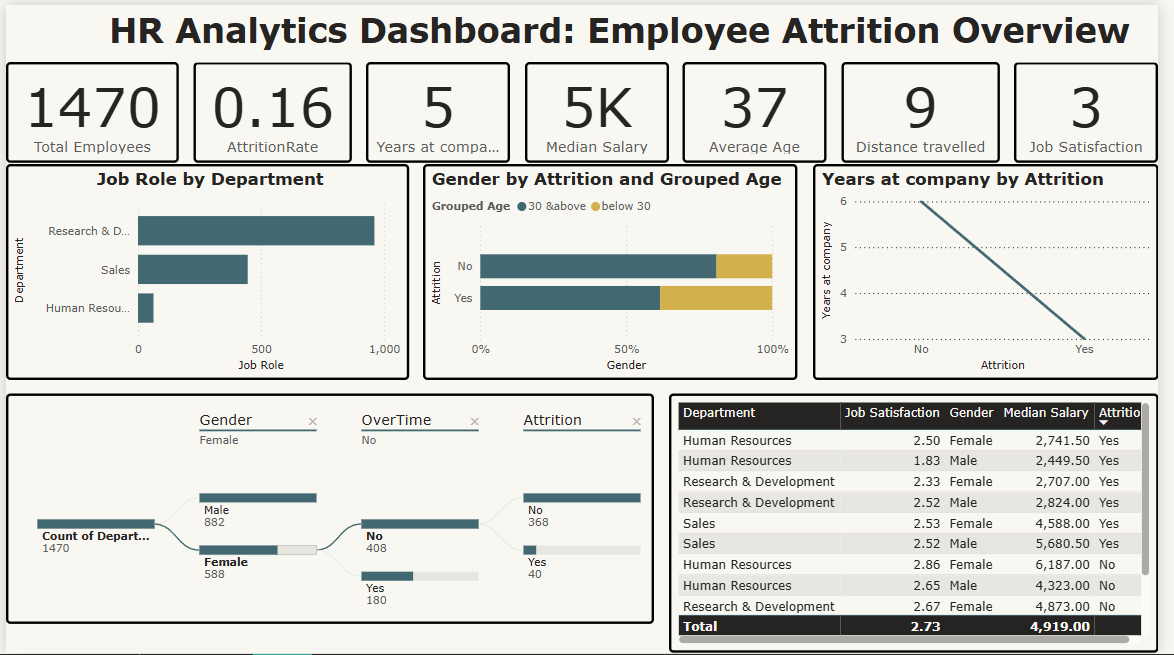 HR Analytics Dashboard: Employee Attrition Overview
1470
Total Employees
0.16
AttritionRate
5
Years at compa...
5K
Median Salary
37
Average Age
9
Distance travelled
3
Job Satisfaction
Job Role by Department
Department
Research & D...
Sales
Human Resou...
0 500 1,000
Job Role
Gender by Attrition and Grouped Age
Grouped Age 30 &above below 30
Attrition
No
Yes
0% 50% 100%
Gender
Years at company by Attrition
Years at company
6
5
4
3
No Yes
Attrition
Gender × OverTime × Attrition ×
Female No
Count of Depart...
1470
Male
882
Female
588
No
408
Yes
180
No
368
Yes
40
Department Job Satisfaction Gender Median Salary Attritio
Human Resources 2.50 Female 2,741.50 Yes
Human Resources 1.83 Male 2,449.50 Yes
Research & Development 2.33 Female 2,707.00 Yes
Research & Development 2.52 Male 2,824.00 Yes
Sales 2.53 Female 4,588.00 Yes
Sales 2.52 Male 5,680.50 Yes
Human Resources 2.86 Female 6,187.00 No
Human Resources 2.65 Male 4,323.00 No
Research & Development 2.67 Female 4,873.00 No
Total 2.73 4,919.00